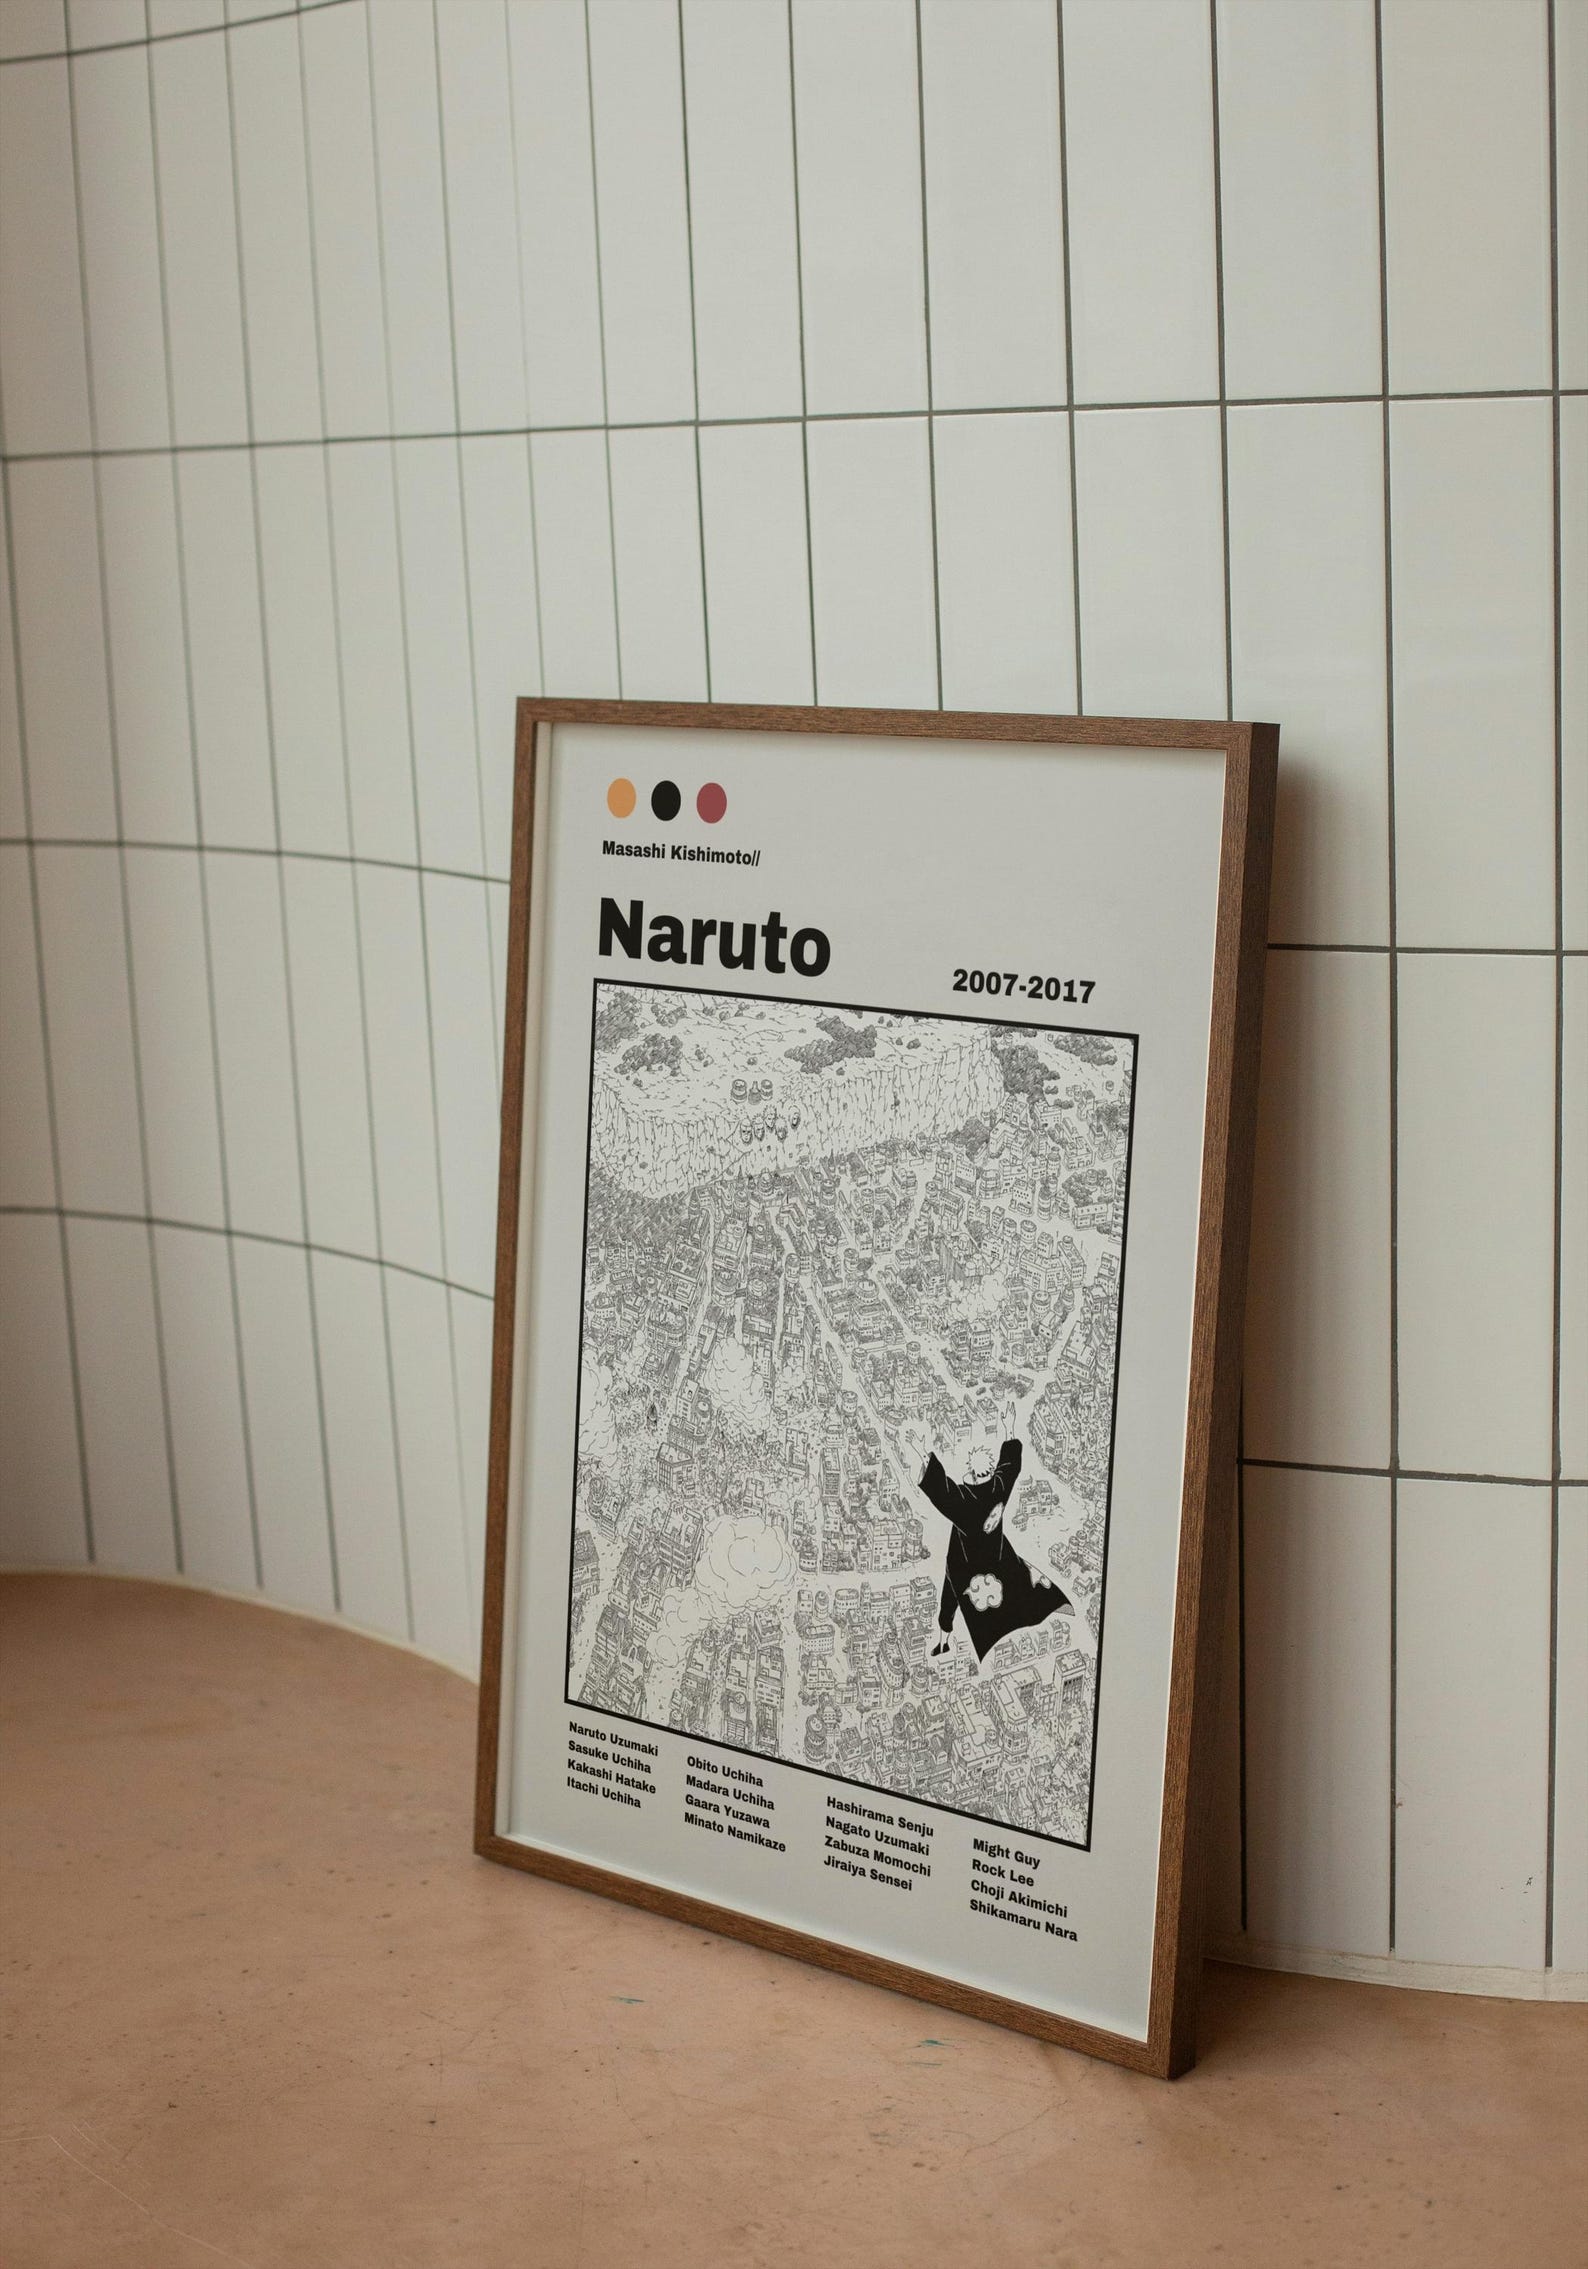 Masashi Kishimoto//
Naruto
2007-2017
Naruto Uzumaki
Sasuke Uchiha
Kakashi Hatake
Itachi Uchiha
Obito Uchiha
Madara Uchiha
Gaara Yuzawa
Minato Namikaze
Hashirama Senju
Nagato Uzumaki
Zabuza Momochi
Jiraiya Sensei
Might Guy
Rock Lee
Choji Akimichi
Shikamaru Nara